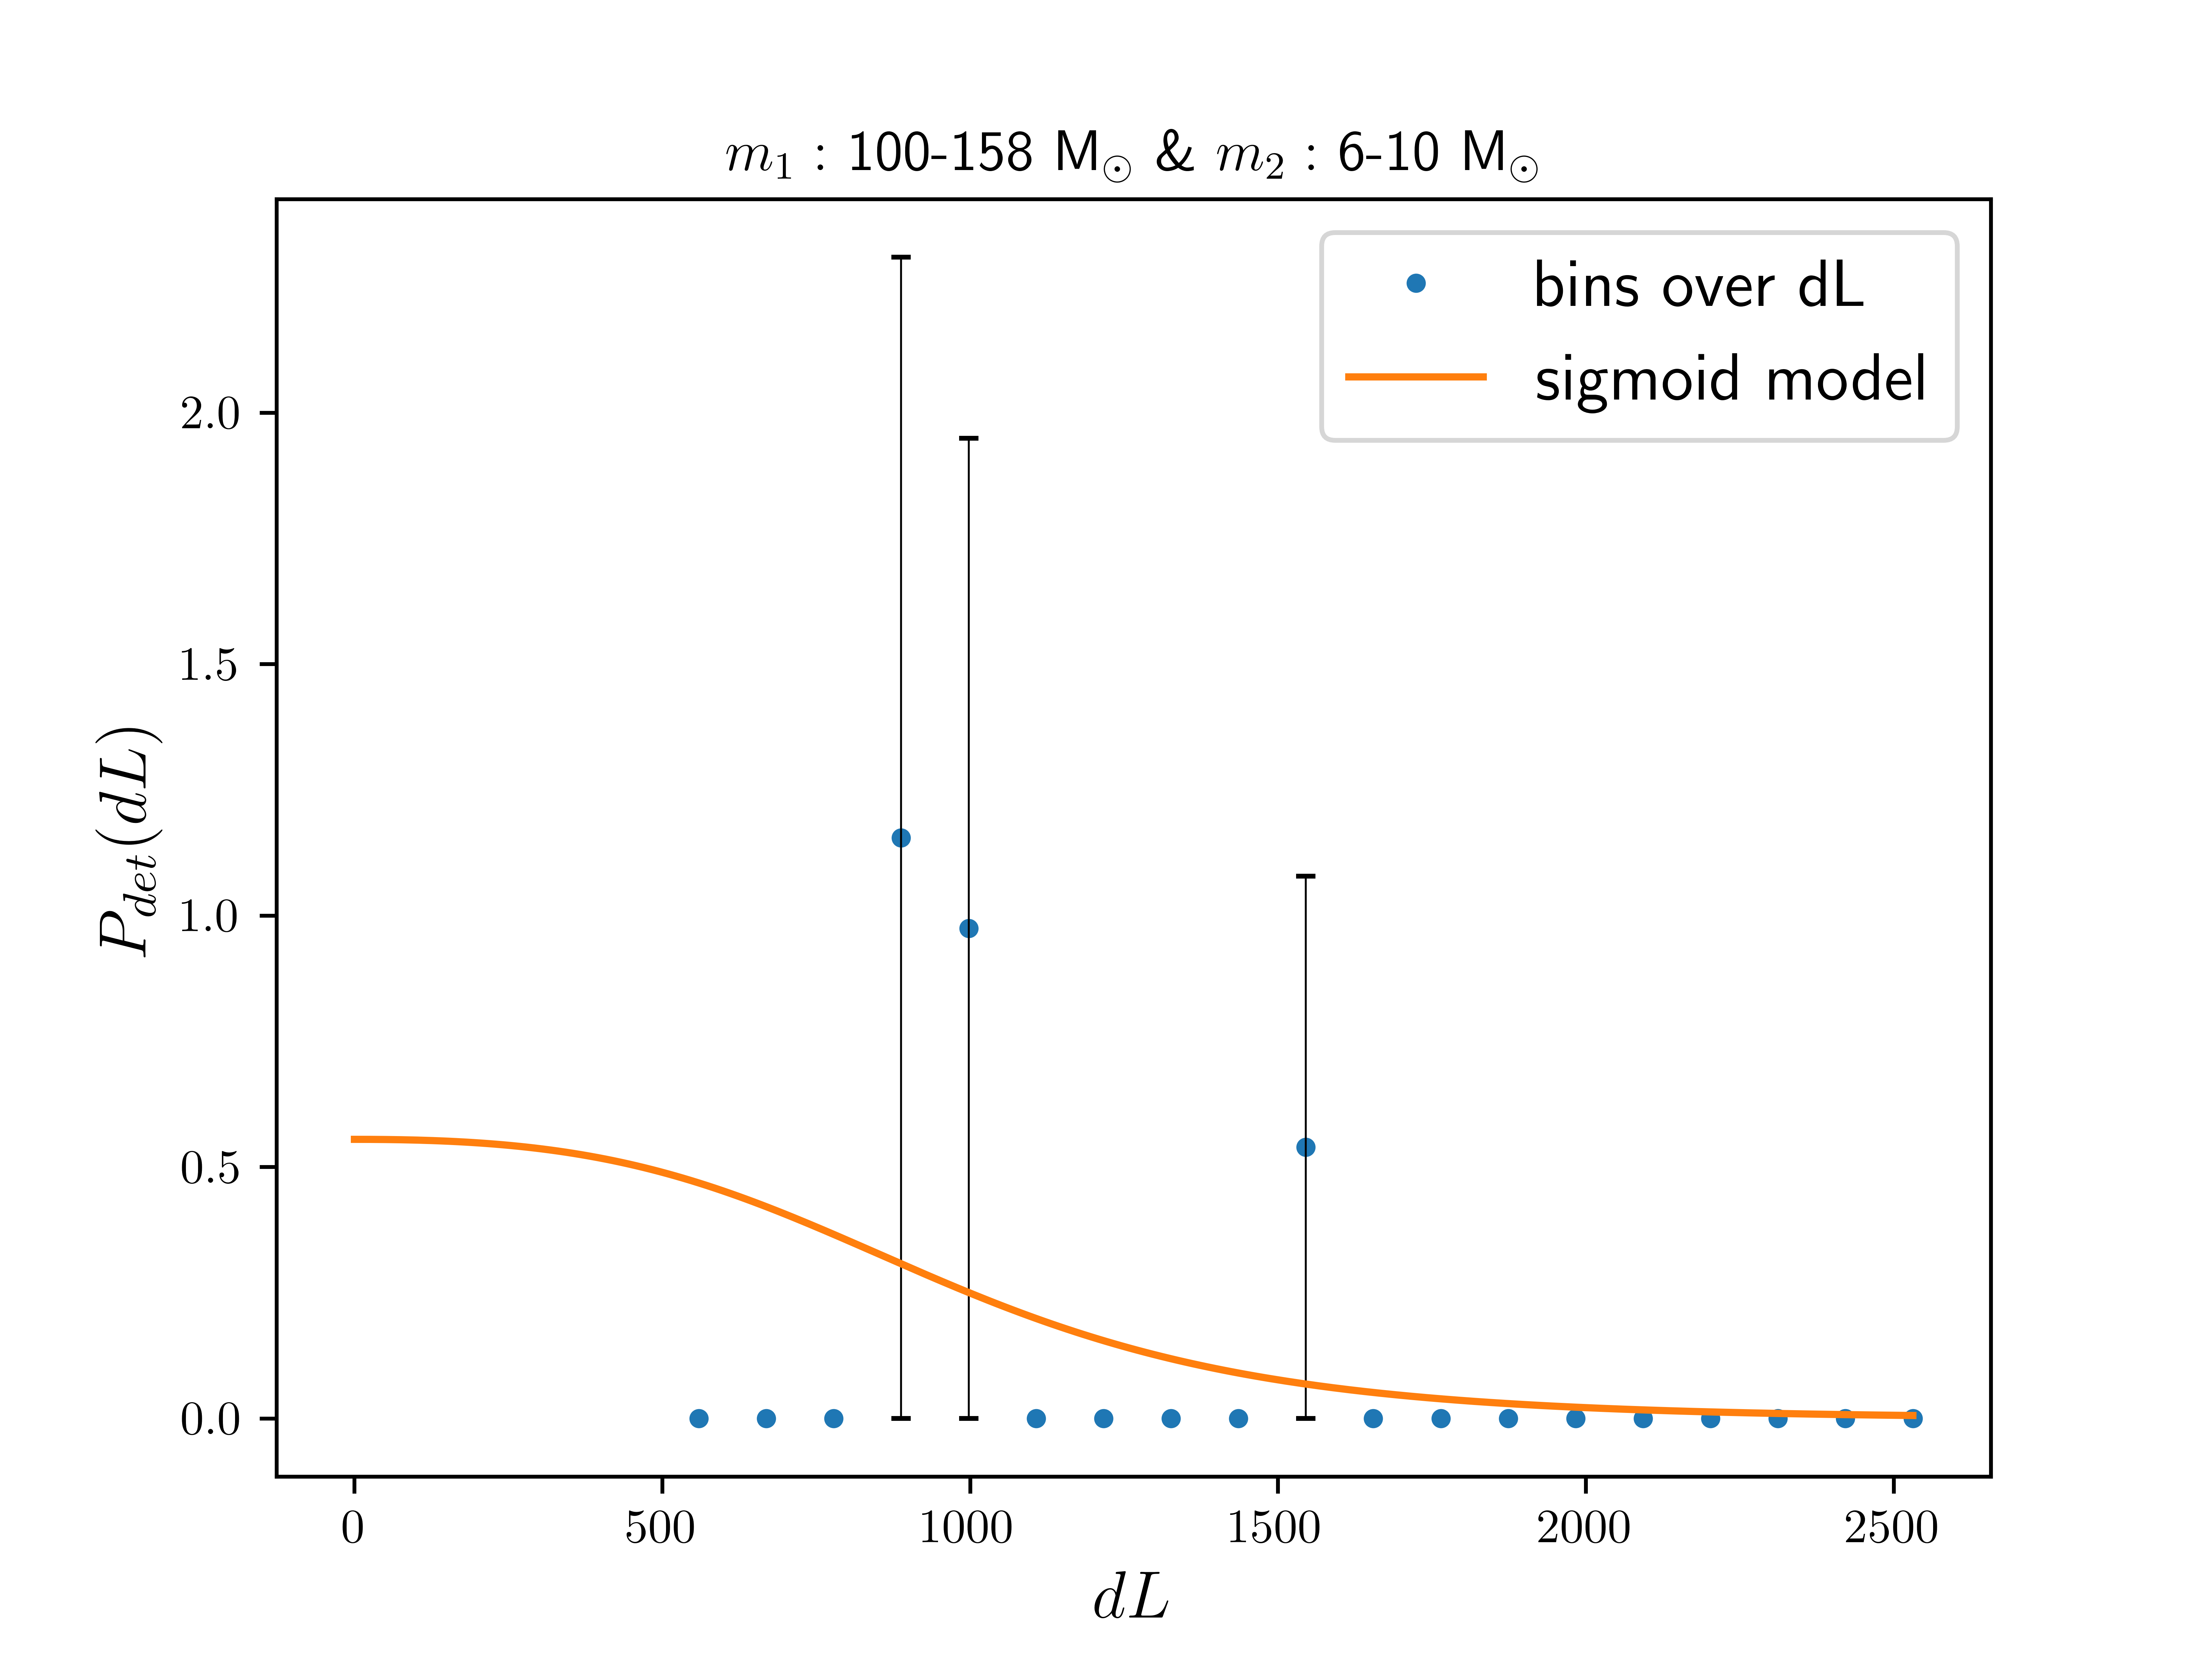 m₁ : 100-158 M⊙ & m₂ : 6-10 M⊙
bins over dL
sigmoid model
2.0
1.5
1.0
0.5
0.0
P_det(dL)
0 500 1000 1500 2000 2500
dL